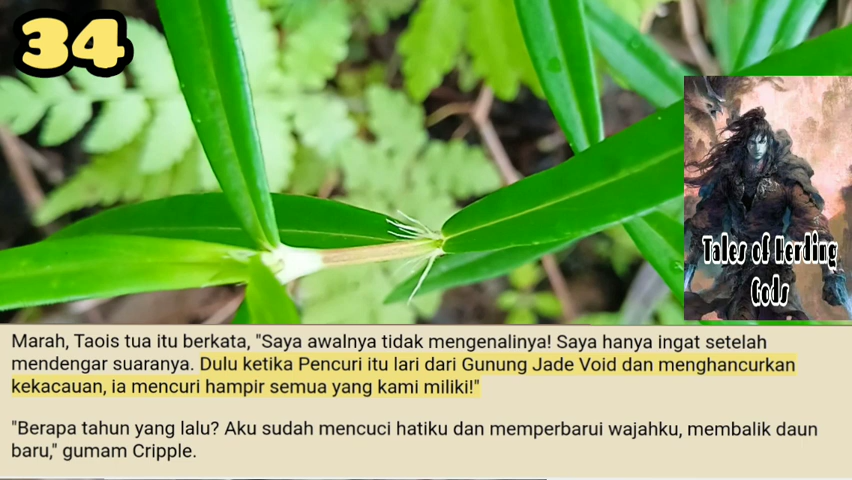 34
Tales of Herding
Gods
Marah, Taois tua itu berkata, "Saya awalnya tidak mengenalinya! Saya hanya ingat setelah
mendengar suaranya. Dulu ketika Pencuri itu lari dari Gunung Jade Void dan menghancurkan
kekacauan, ia mencuri hampir semua yang kami miliki!"
"Berapa tahun yang lalu? Aku sudah mencuci hatiku dan memperbarui wajahku, membalik daun
baru," gumam Cripple.